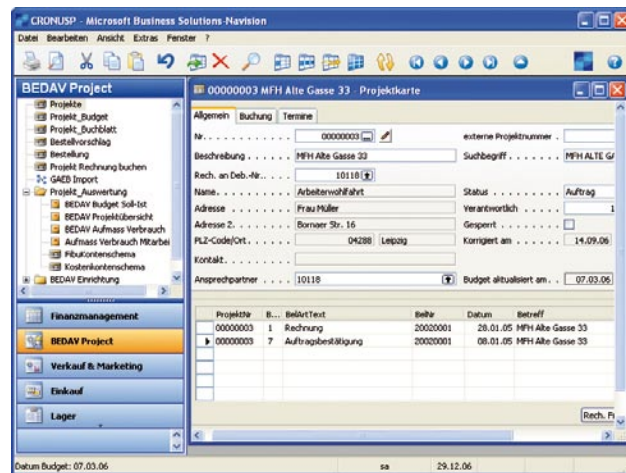 CRONUSP - Microsoft Business Solutions-Navision
Datei Bearbeiten Ansicht Extras Fenster ?
BEDAV Project
Projekte
Projekt_Budget
Projekt_Buchblatt
Bestellvorschlag
Bestellung
Projekt Rechnung buchen
GAEB Import
Projekt_Auswertung
BEDAV Budget Soll-Ist
BEDAV Projektübersicht
BEDAV Aufmass Verbrauch
Aufmass Verbrauch Mitarbei
FibuKontenschema
Kostenkontenschema
BEDAV Einrichtung
Finanzmanagement
BEDAV Project
Verkauf & Marketing
Einkauf
Lager
00000003 MFH Alte Gasse 33 - Projektkarte
Allgemein Buchung Termine
Nr. . . . . . . . . . . . 00000003 externe Projektnummer .
Beschreibung . . . . . . MFH Alte Gasse 33 Suchbegriff . . . . . . . MFH ALTE GA
Rech. an Deb.-Nr.. . . 10118
Name. . . . . . . . . . . Arbeiterwohlfahrt Status . . . . . . . . . . Auftrag
Adresse . . . . . . . . . Frau Müller Verantwortlich . . . . . 1
Adresse 2. . . . . . . . Bornaer Str. 16 Gesperrt . . . . . . . .
PLZ-Code/Ort. . . . . . 04288 Leipzig Korrigiert am . . . . . . 14.09.06
Kontakt. . . . . . . . . .
Ansprechpartner . . . . 10118 Budget aktualisiert am. . 07.03.06
ProjektNr B... BelArtText BelNr Datum Betreff
00000003 1 Rechnung 20020001 28.01.05 MFH Alte Gasse 33
00000003 7 Auftragsbestätigung 20020001 08.01.05 MFH Alte Gasse 33
Rech. Fr
Datum Budget: 07.03.06 sa 29.12.06